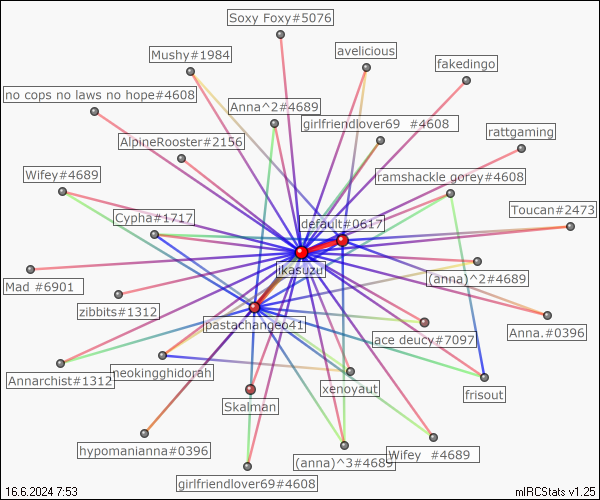 Soxy Foxy#5076
Mushy#1984
avelicious
fakedingo
no cops no laws no hope#4608
Anna^2#4689
girlfriendlover69 #4608
rattgaming
AlpineRooster#2156
Wifey#4689
ramshackle gorey#4608
Cypha#1717
default#0617
Toucan#2473
ikasuzu
Mad #6901
(anna)^2#4689
zibbits#1312
pastachange41
ace deucy#7097
Anna.#0396
Annarchist#1312
neokingghidorah
xenoyaut
frisout
Skalman
hypomanianna#0396
(anna)^3#4689
Wifey #4689
girlfriendlover69#4608
16.6.2024 7:53
mIRCStats v1.25